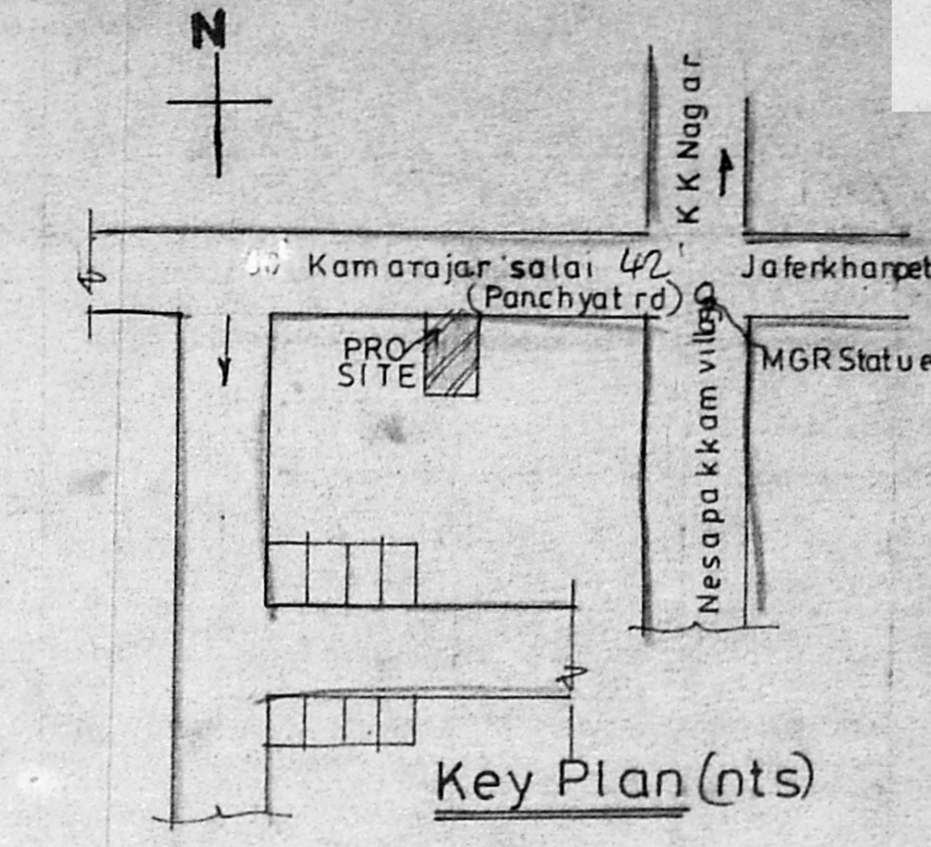 N
K K Nagar
Kamarajar salai 42'
Jaferkhanpet
(Panchyat rd)
PRO
SITE
MGR Statue
Nesapakkam village
Key Plan (nts)